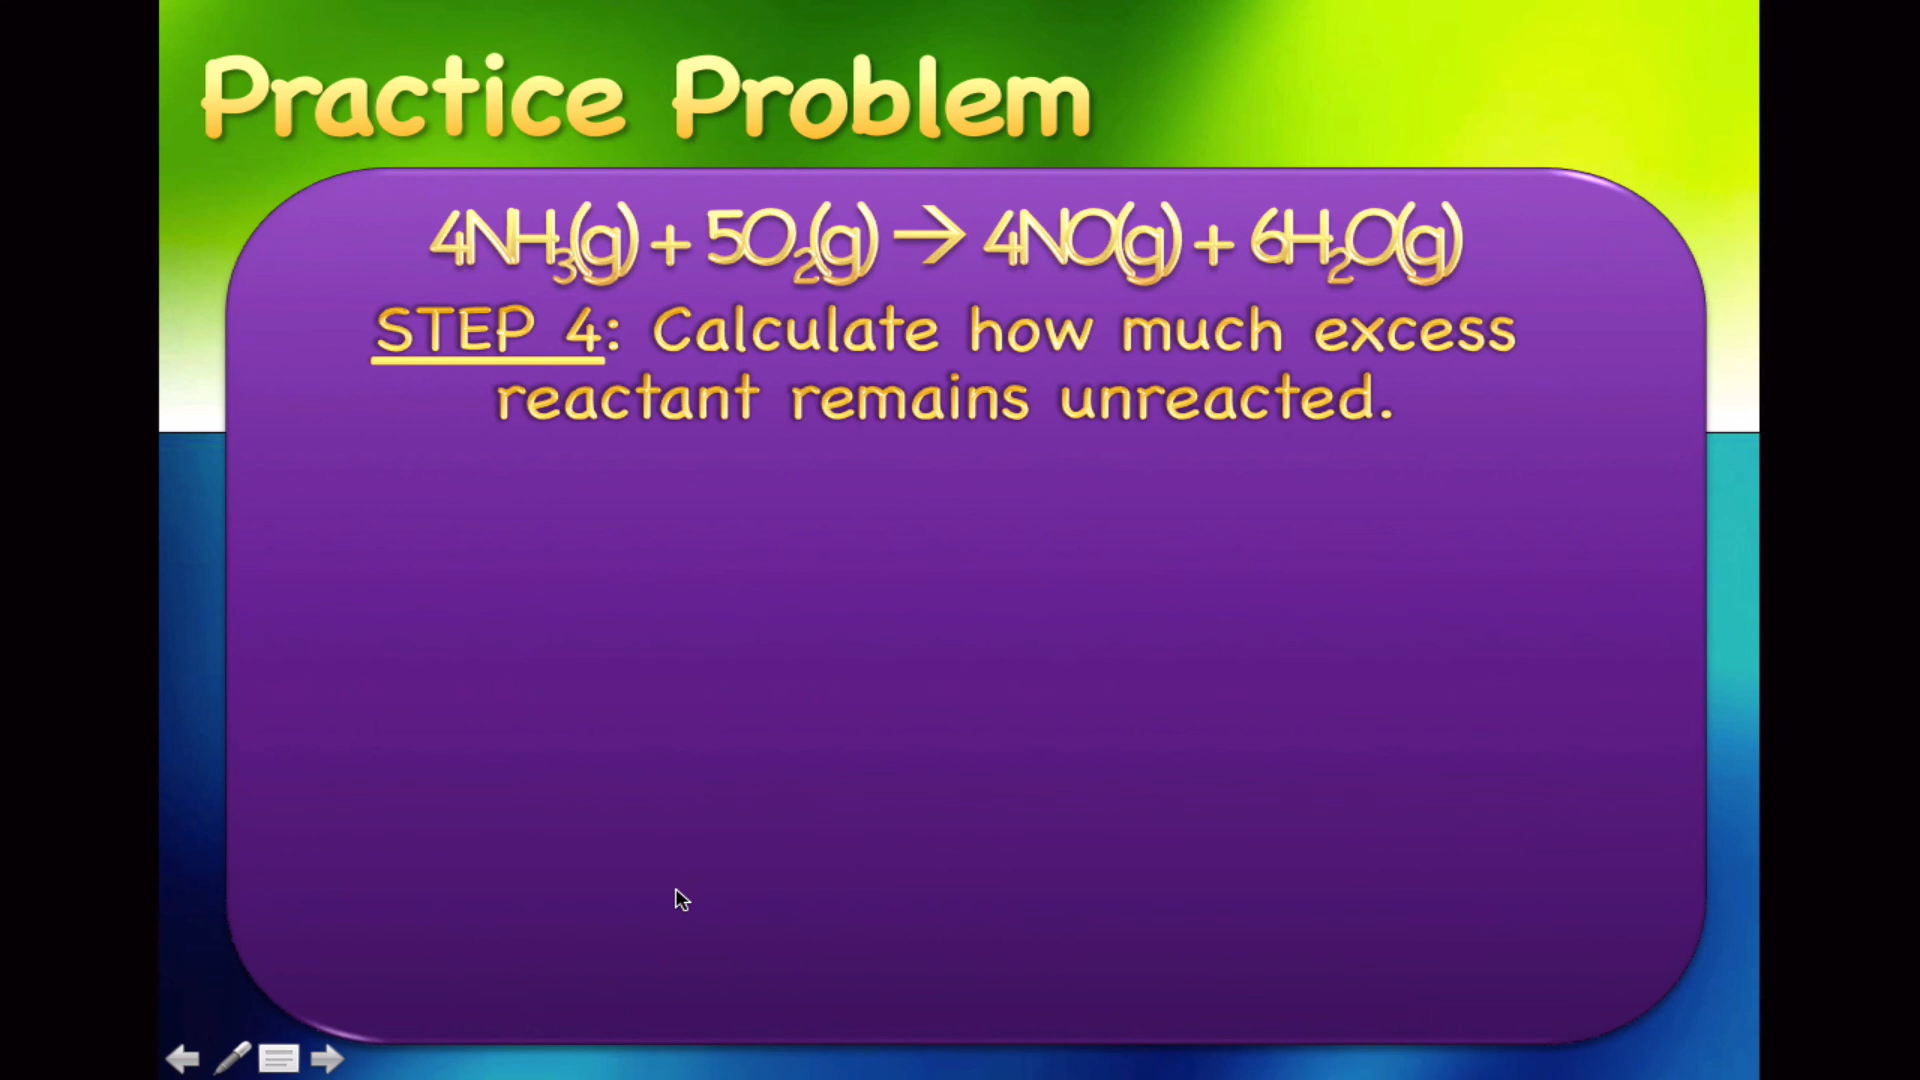 Practice Problem
4NH₃(g) + 5O₂(g) → 4NO(g) + 6H₂O(g)
STEP 4: Calculate how much excess
reactant remains unreacted.